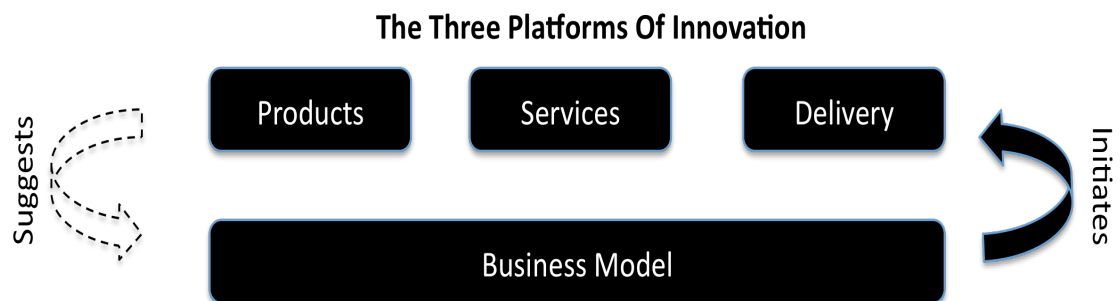 The Three Platforms Of Innovation
Products
Services
Delivery
Suggests
Initiates
Business Model